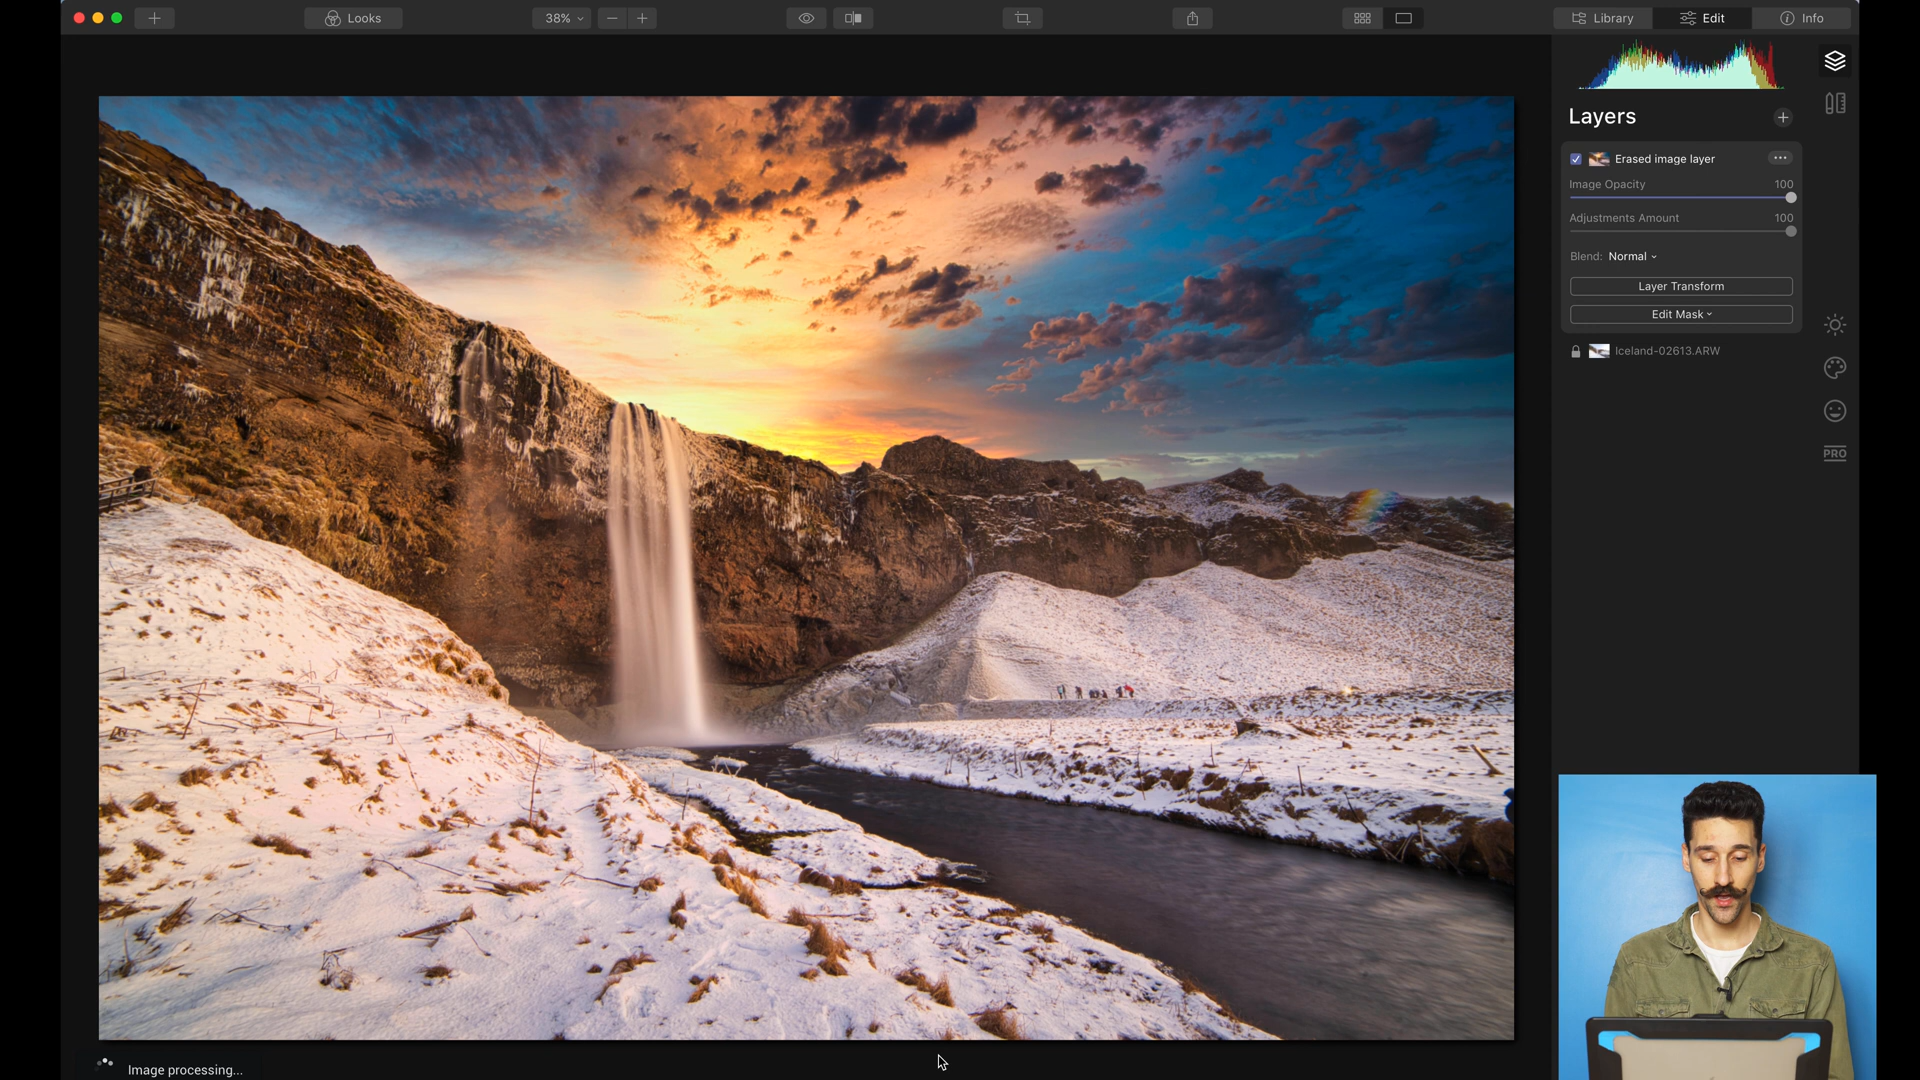 Looks
38%
Library
Edit
Info
Layers
Erased image layer
Image Opacity
100
Adjustments Amount
100
Blend: Normal
Layer Transform
Edit Mask
Iceland-02613.ARW
PRO
Image processing...